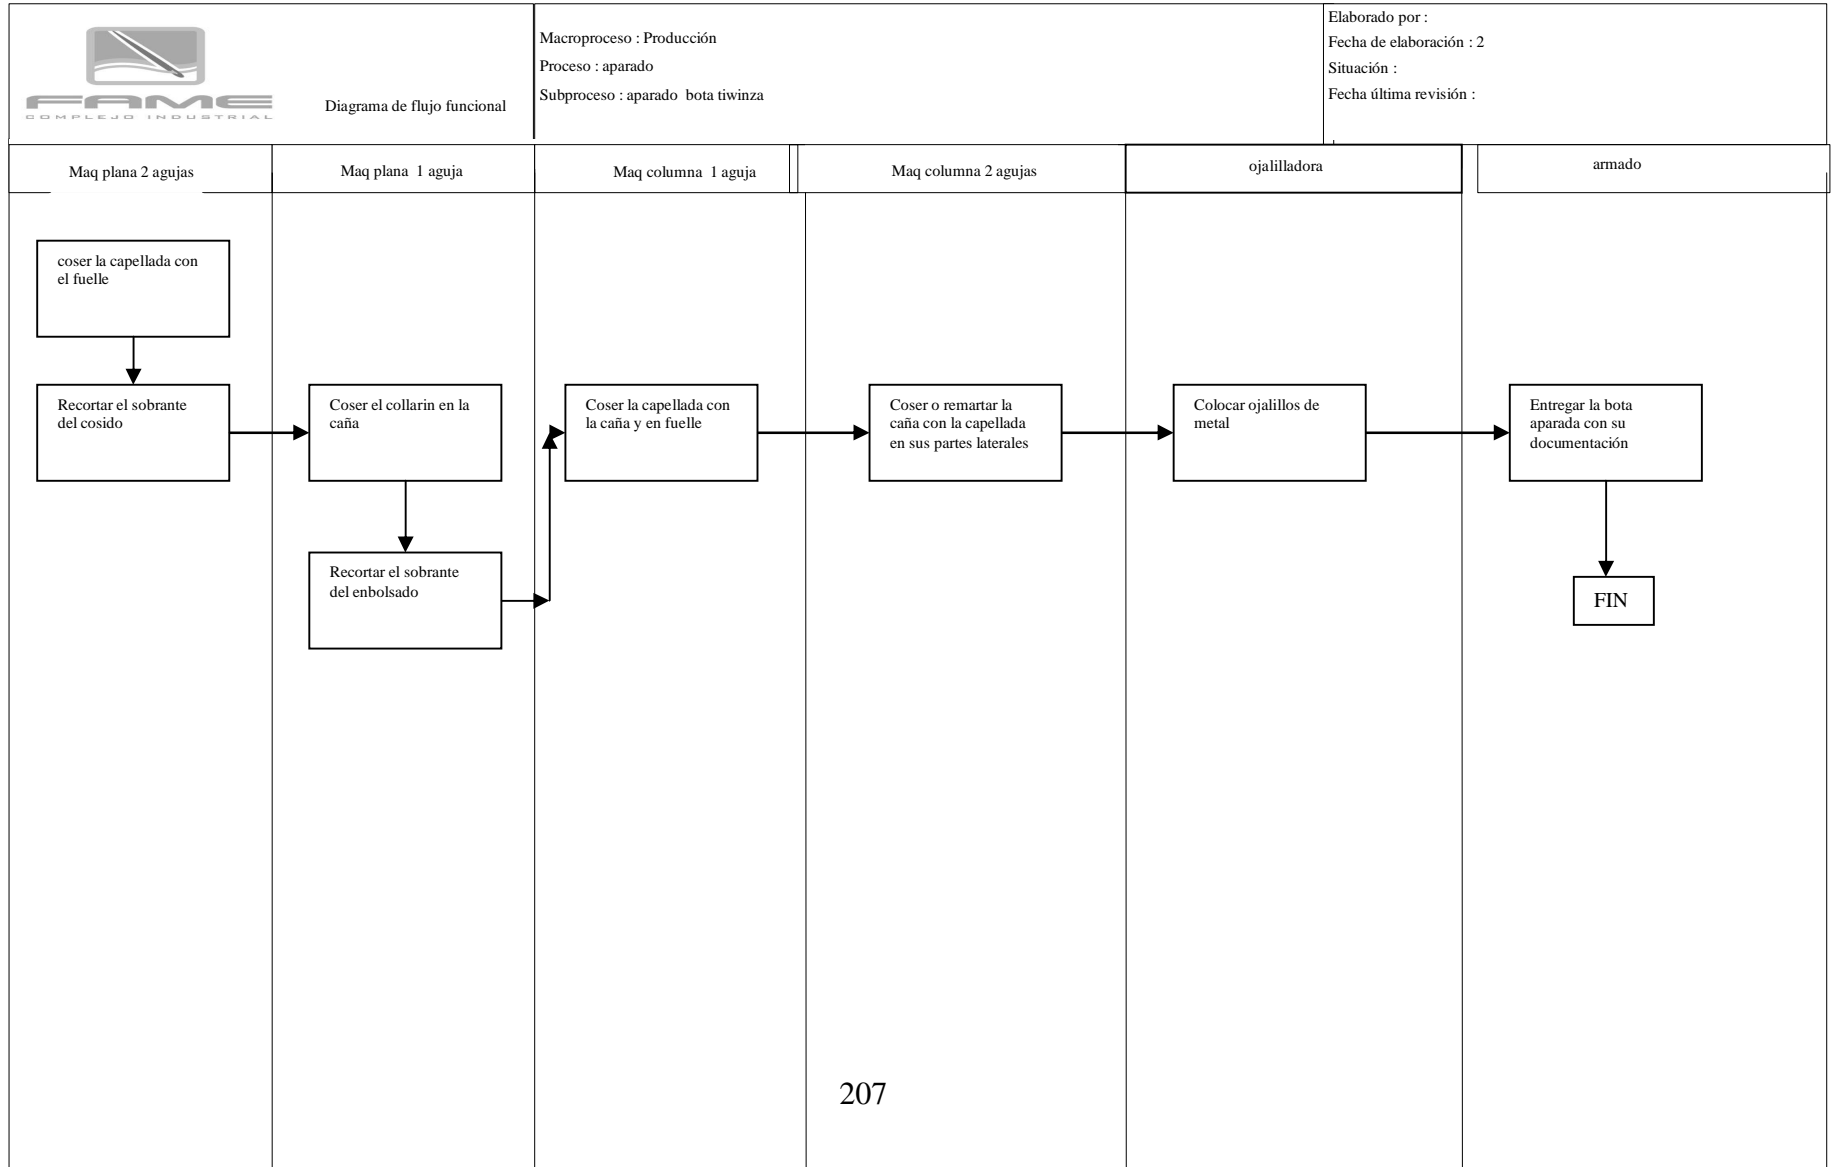 FAME
COMPLEJO INDUSTRIAL
Diagrama de flujo funcional
Macroproceso : Producción
Proceso : aparado
Subproceso : aparado  bota tiwinza
Elaborado por :
Fecha de elaboración : 2
Situación :
Fecha última revisión :
Maq plana 2 agujas
Maq plana  1 aguja
Maq columna  1 aguja
Maq columna 2 agujas
ojalilladora
armado
coser la capellada con
el fuelle
Recortar el sobrante
del cosido
Coser el collarin en la
caña
Recortar el sobrante
del enbolsado
Coser la capellada con
la caña y en fuelle
Coser o remartar la
caña con la capellada
en sus partes laterales
Colocar ojalillos de
metal
Entregar la bota
aparada con su
documentación
FIN
207